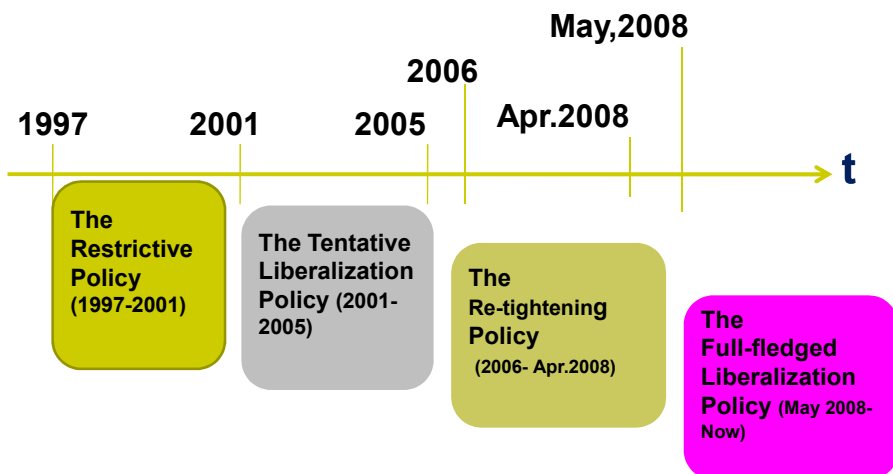 May,2008
2006
1997
2001
2005
Apr.2008
t
The
Restrictive
Policy
(1997-2001)
The Tentative
Liberalization
Policy (2001-
2005)
The
Re-tightening
Policy
(2006- Apr.2008)
The
Full-fledged
Liberalization
Policy (May 2008-
Now)